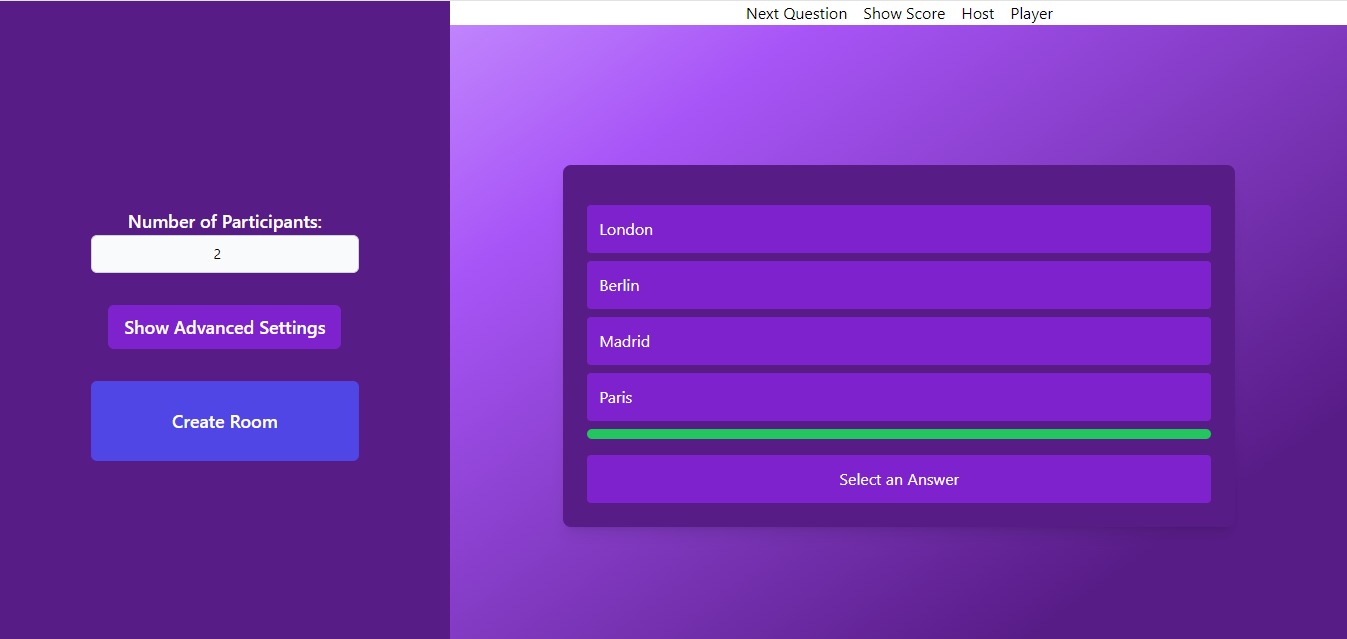 Next Question Show Score Host Player
Number of Participants:
2
Show Advanced Settings
Create Room
London
Berlin
Madrid
Paris
Select an Answer